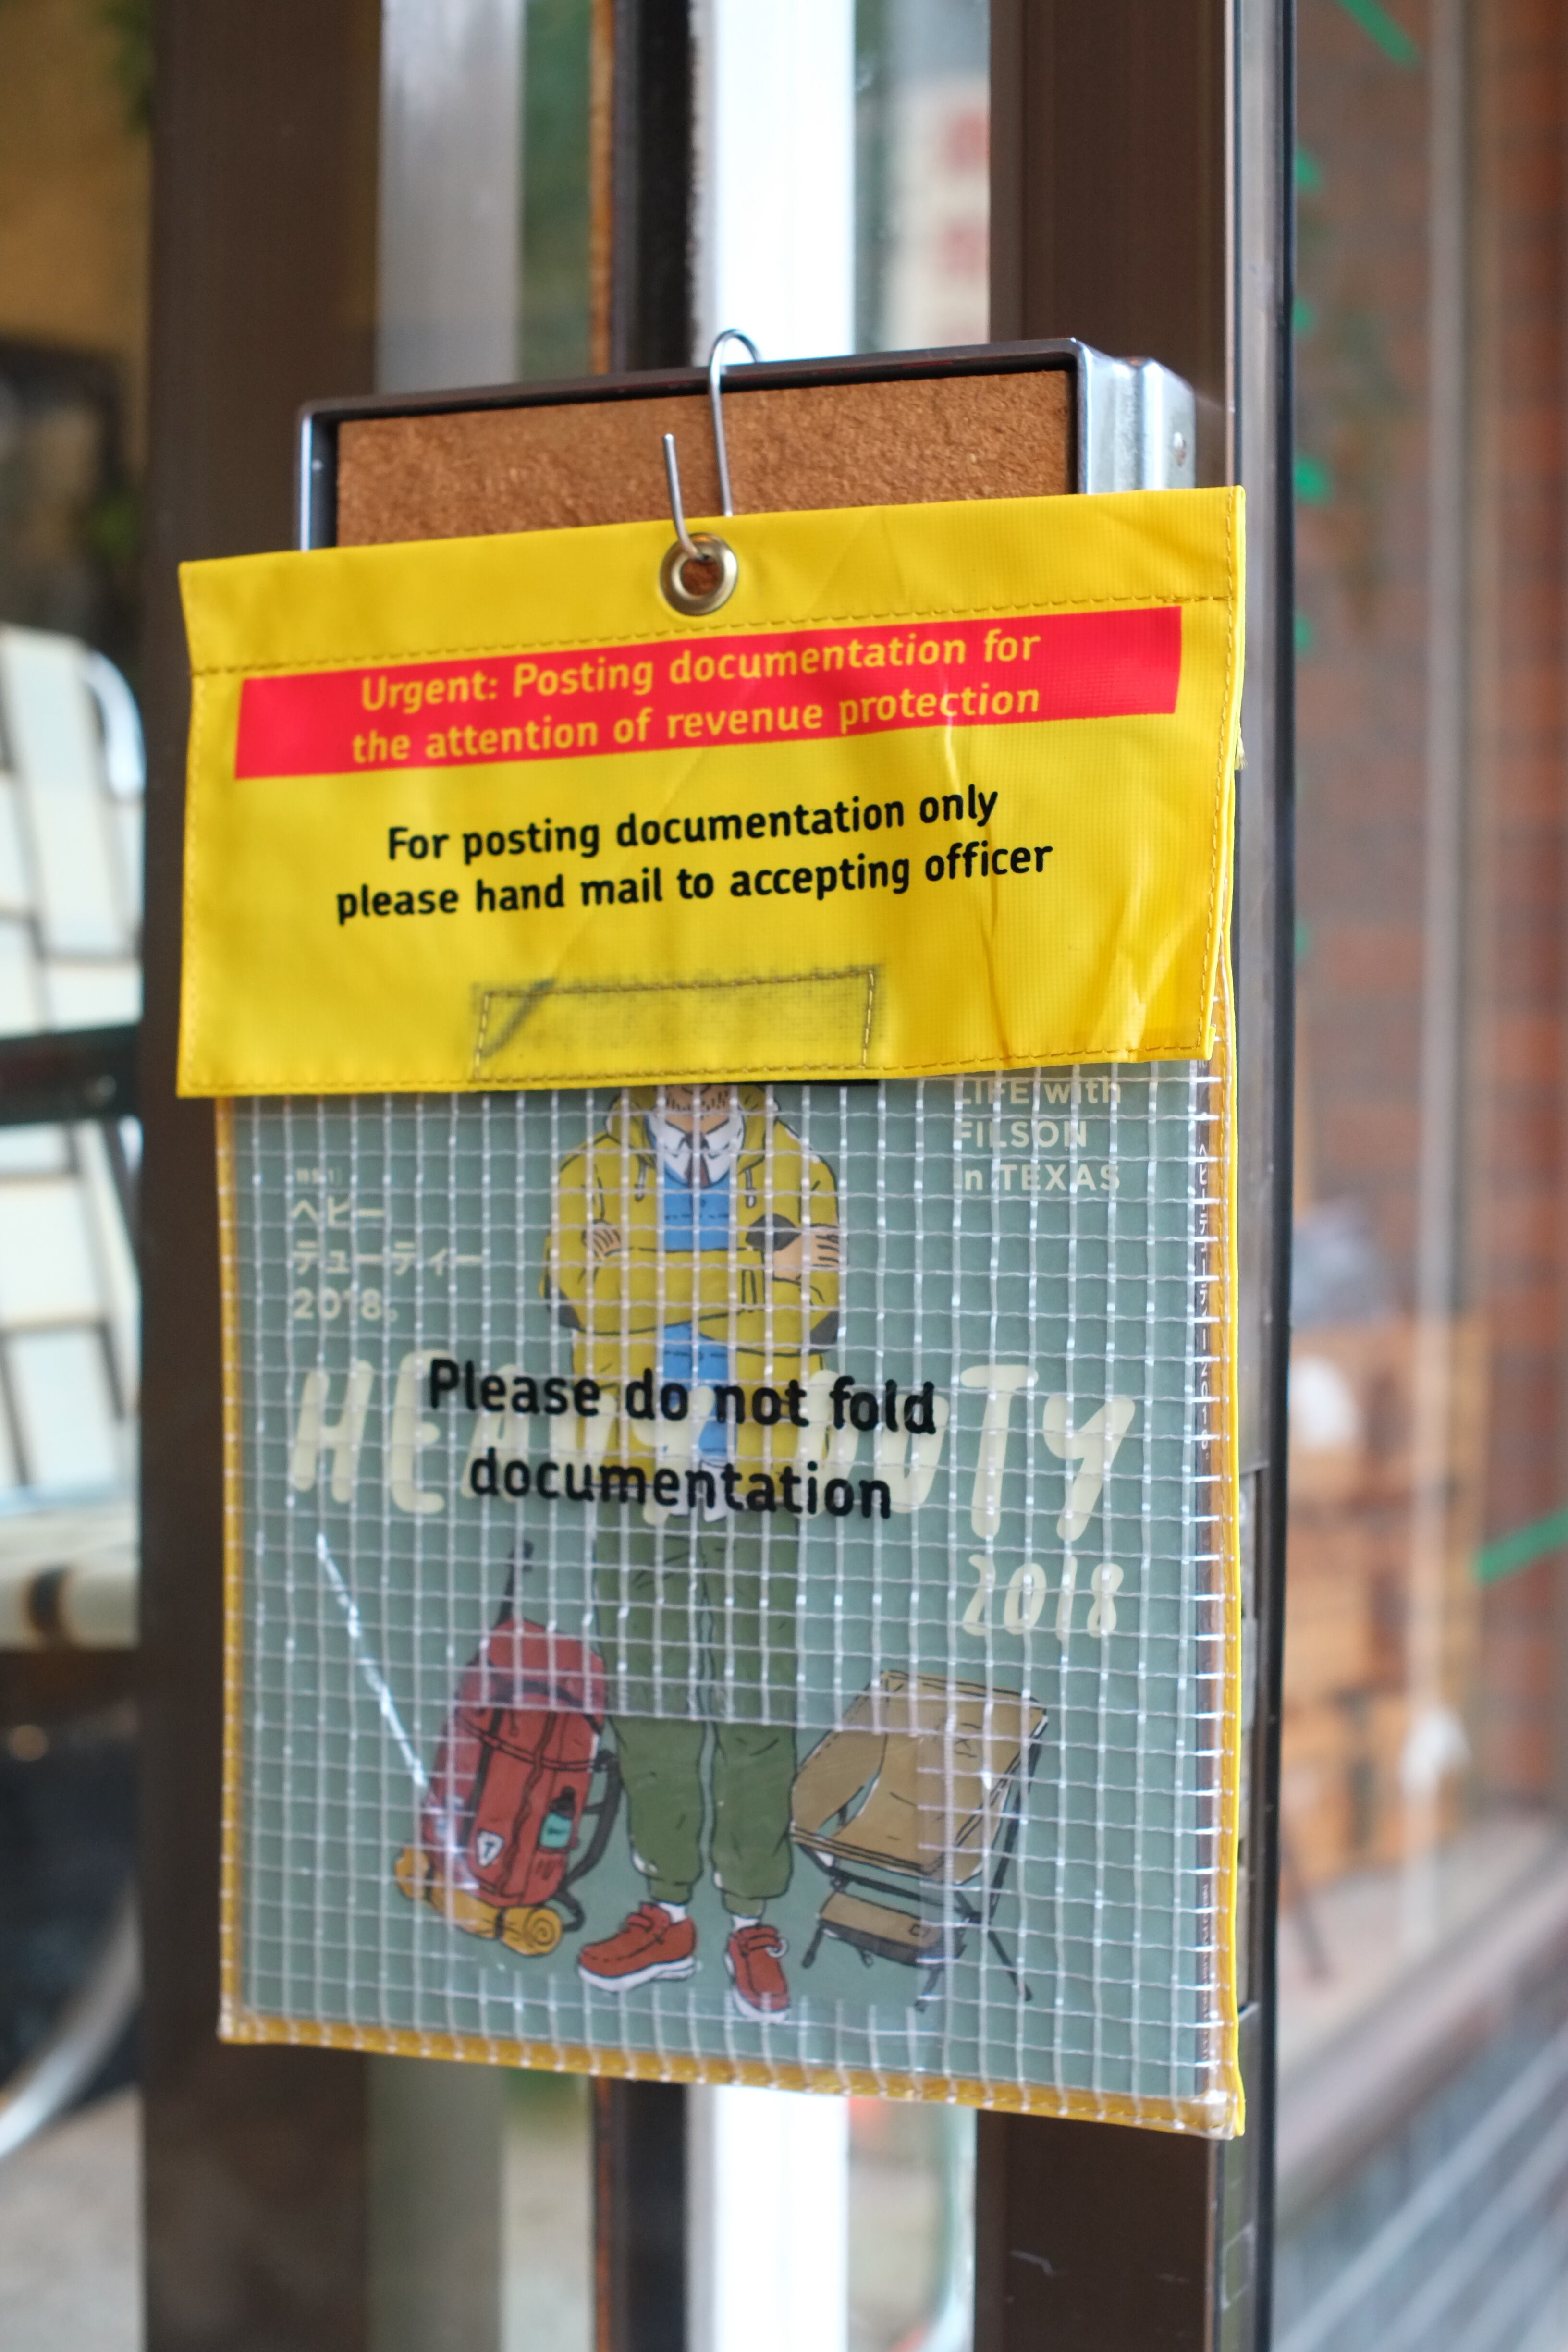 Urgent: Posting documentation for
the attention of revenue protection
For posting documentation only
please hand mail to accepting officer
LIFE with
FILSON
in TEXAS
ヘビー
デューティー
2018。
HEAVY DUTY
Please do not fold
documentation
2018